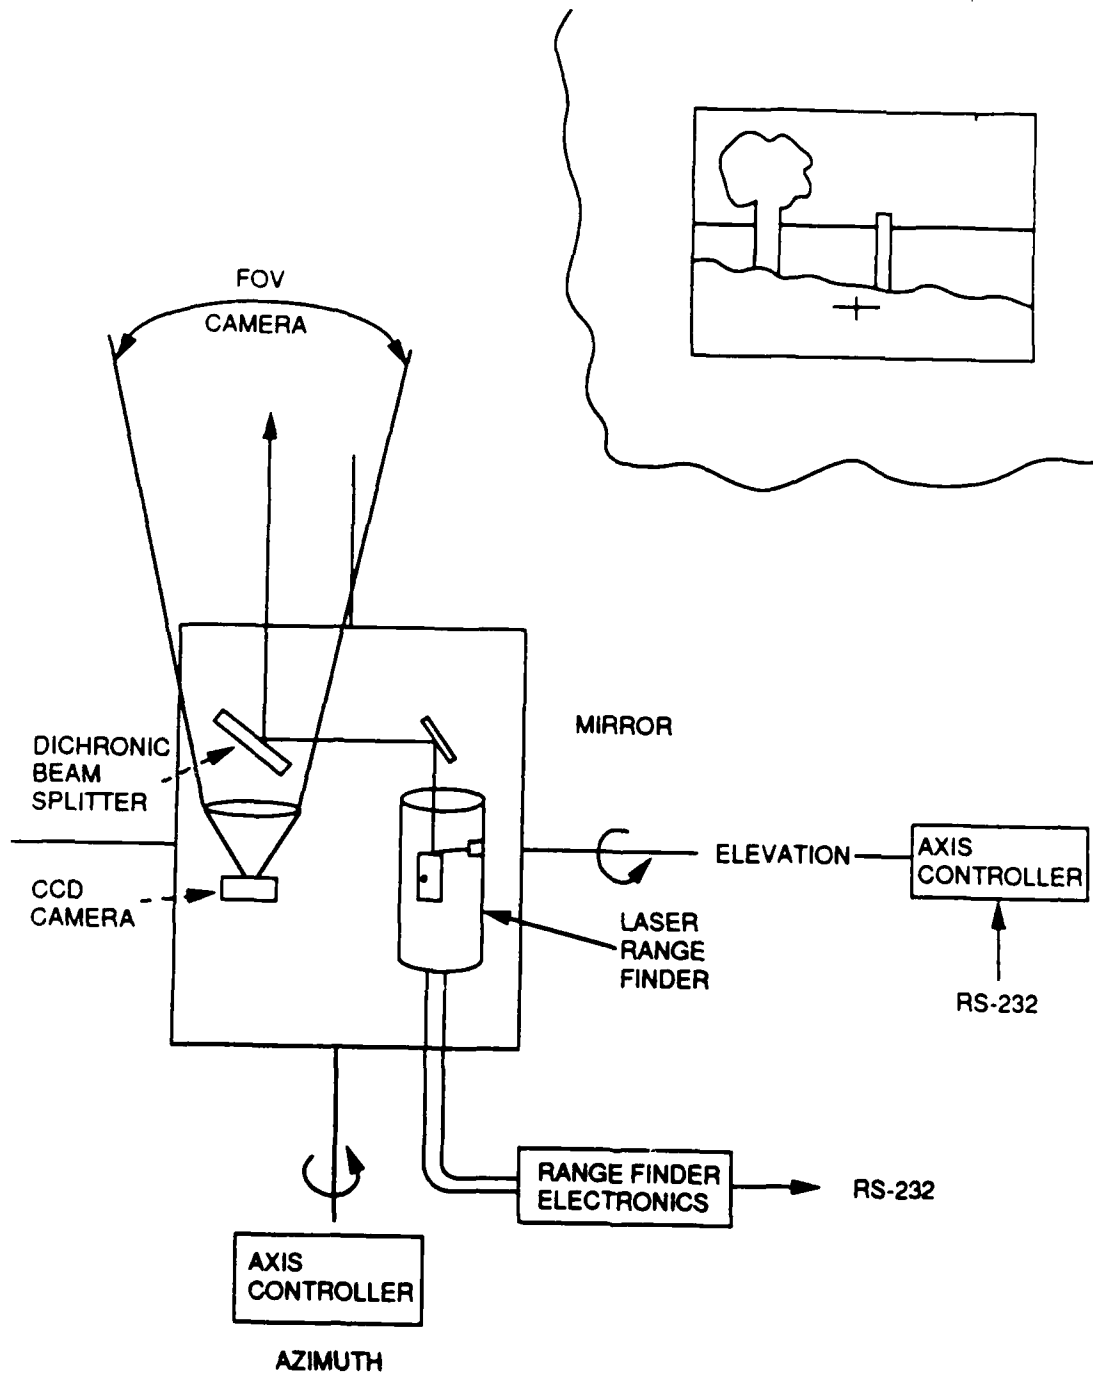 FOV
CAMERA
DICHRONIC
BEAM
SPLITTER
MIRROR
CCD
CAMERA
ELEVATION
AXIS
CONTROLLER
LASER
RANGE
FINDER
RS-232
RANGE FINDER
ELECTRONICS
RS-232
AXIS
CONTROLLER
AZIMUTH